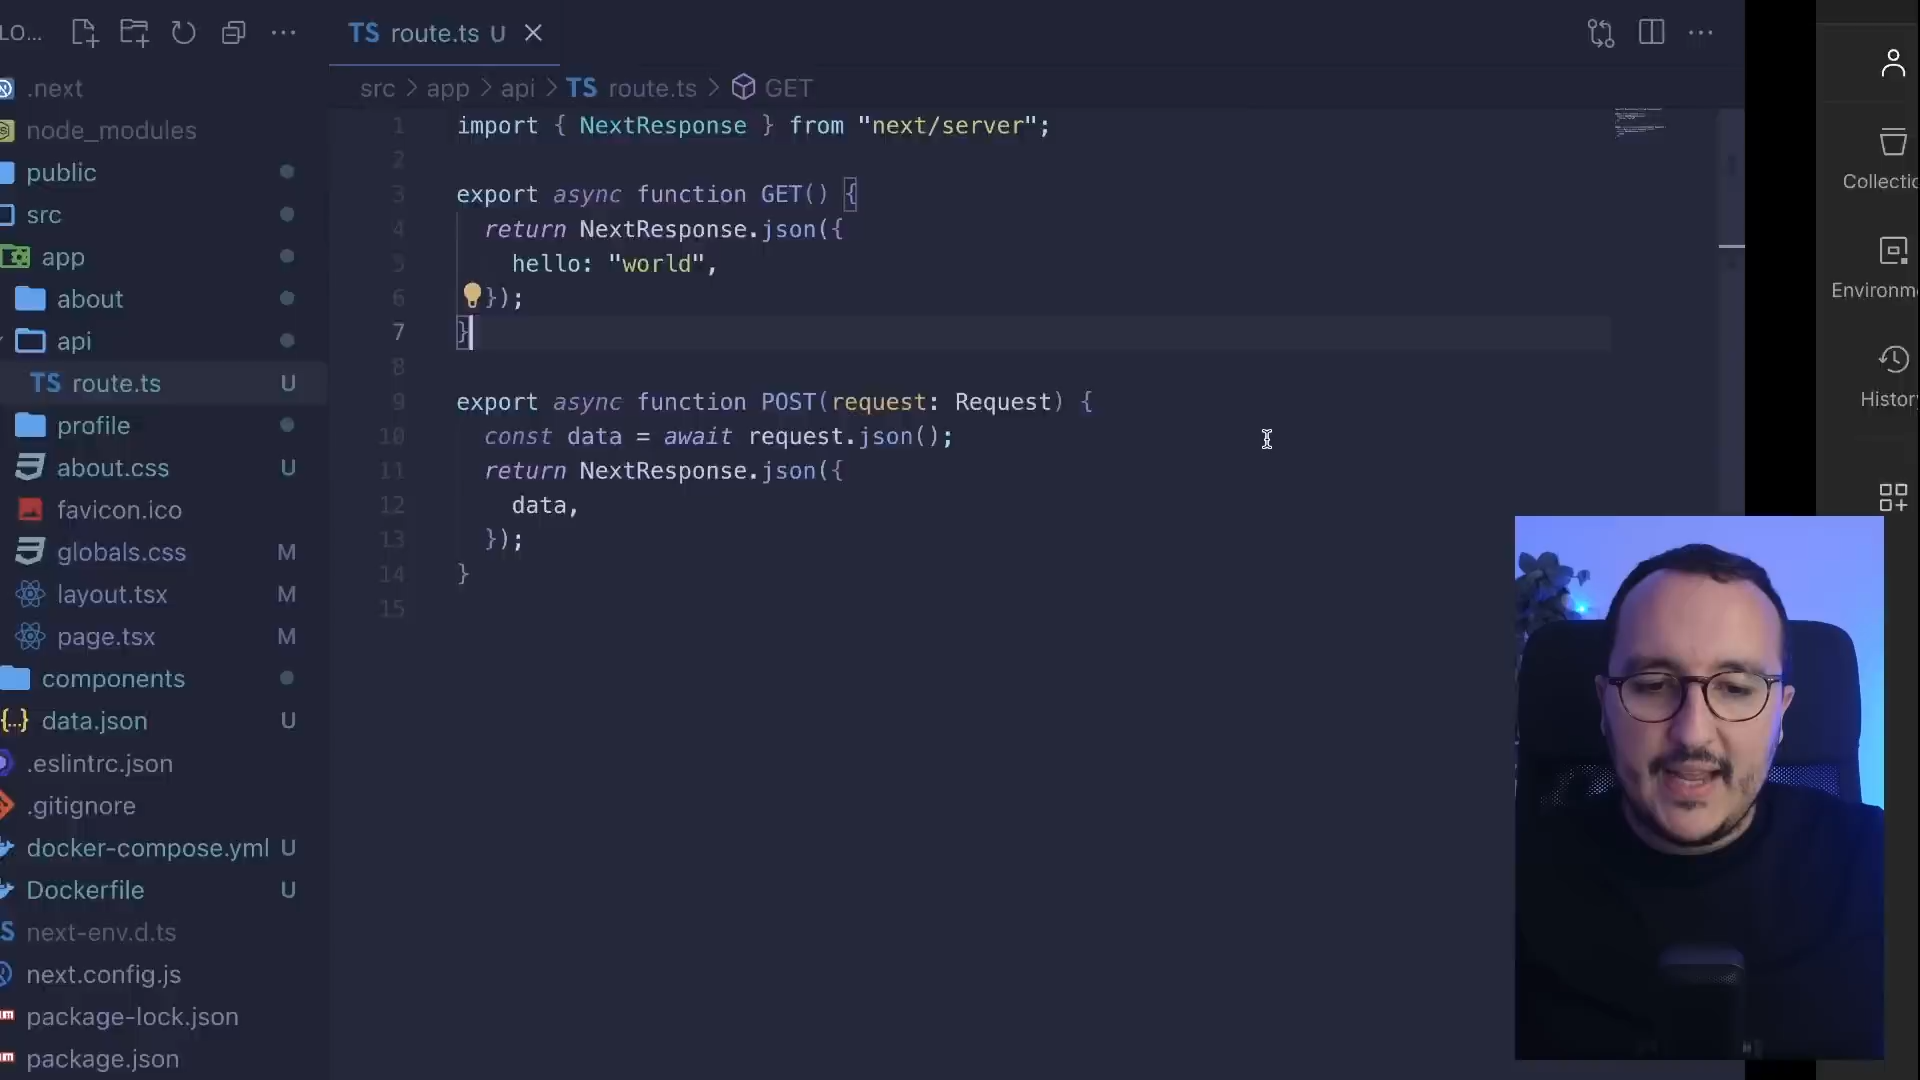 LO...
.next
node_modules
public
src
app
about
api
TS route.ts U
profile
about.css U
favicon.ico
globals.css M
layout.tsx M
page.tsx M
components
{..} data.json U
.eslintrc.json
.gitignore
docker-compose.yml U
Dockerfile U
next-env.d.ts
next.config.js
package-lock.json
package.json
TS route.ts U
src > app > api > TS route.ts > GET
1 import { NextResponse } from "next/server";
2
3 export async function GET() {
4 return NextResponse.json({
5 hello: "world",
6 });
7 }
8
9 export async function POST(request: Request) {
10 const data = await request.json();
11 return NextResponse.json({
12 data,
13 });
14 }
15
Collectio
Environm
History